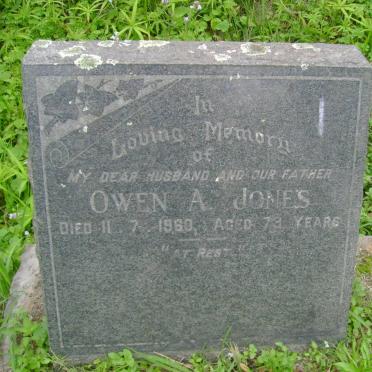 In
Loving Memory
of
MY DEAR HUSBAND AND OUR FATHER
OWEN A. JONES
DIED 11. 7. 1960, AGED 73 YEARS
"AT REST"